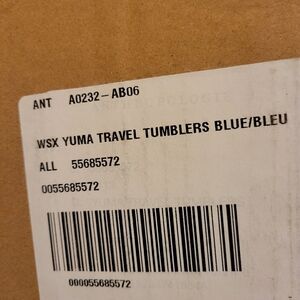 ANT A0232-AB06
WSX YUMA TRAVEL TUMBLERS BLUE/BLEU
ALL 55685572
0055685572
000055685572